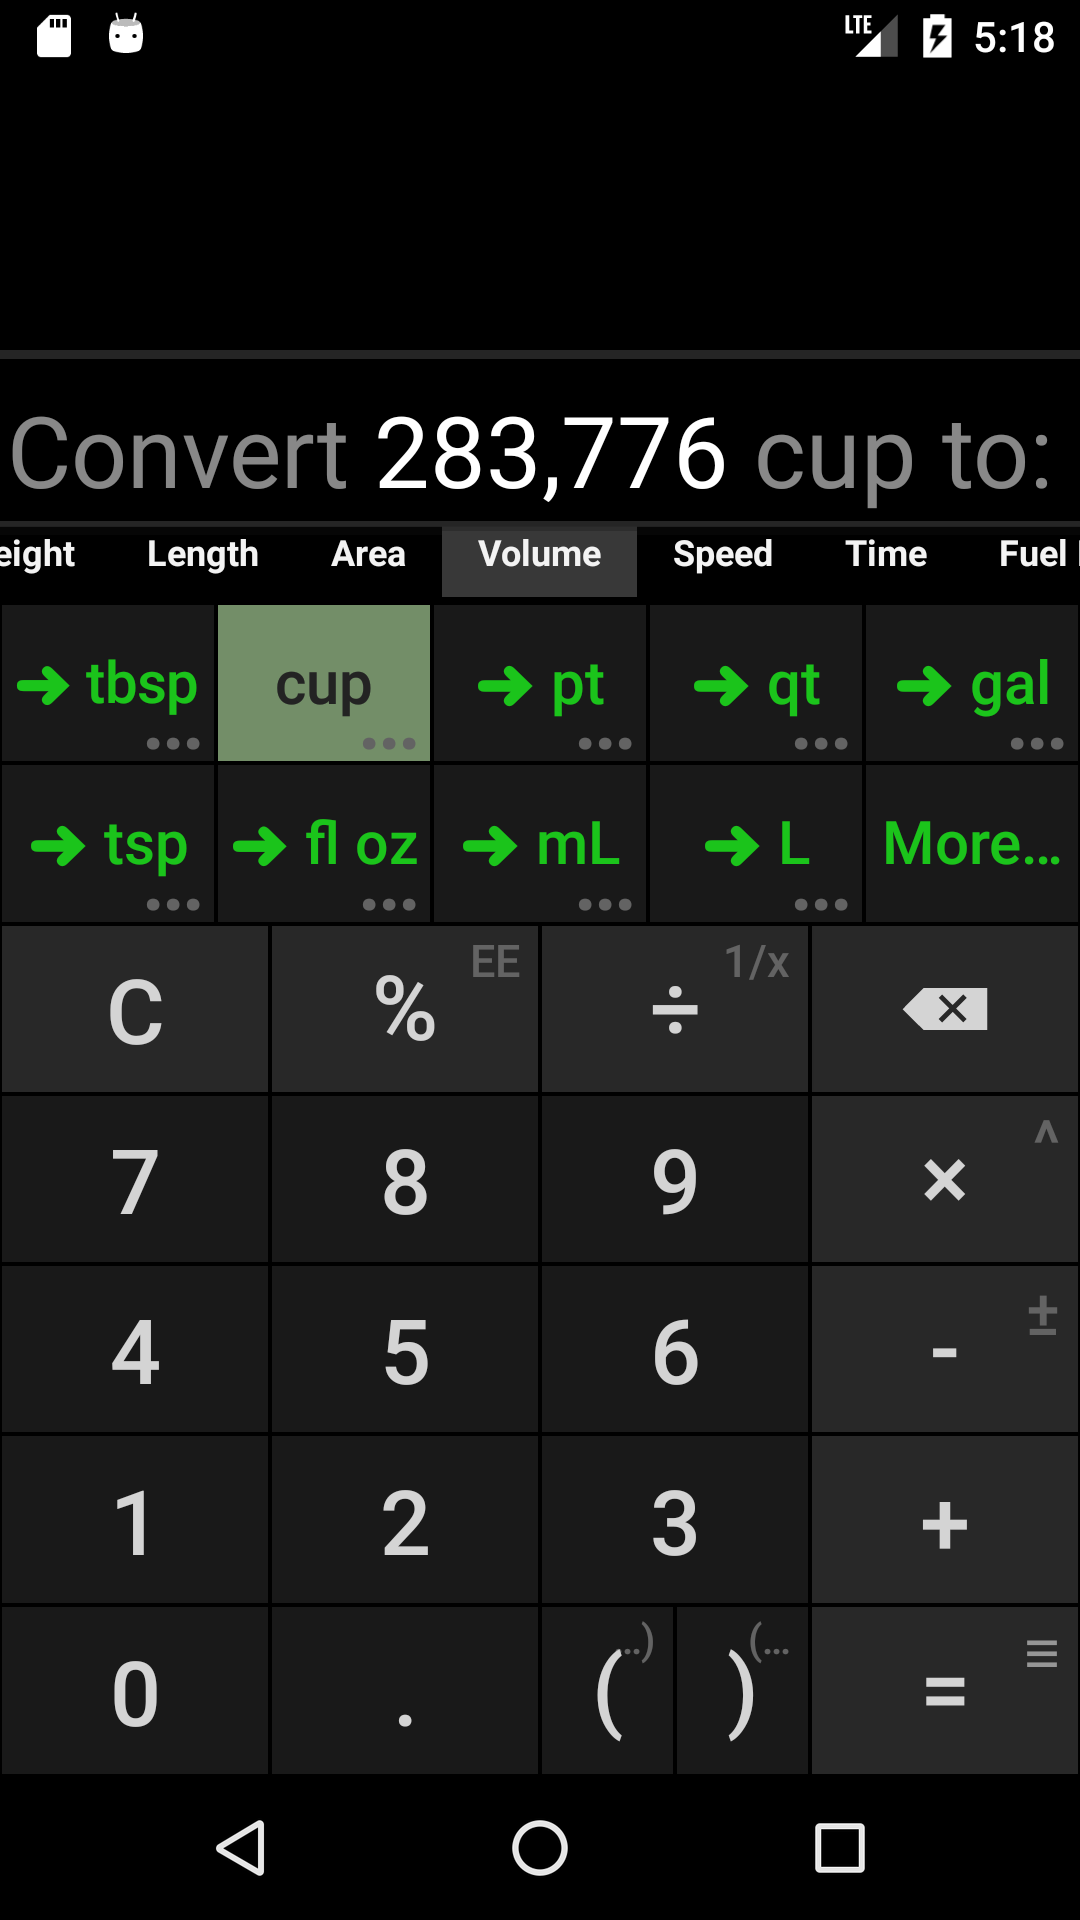 LTE 5:18
Convert 283,776 cup to:
eight Length Area Volume Speed Time Fuel
➔ tbsp cup ➔ pt ➔ qt ➔ gal
➔ tsp ➔ fl oz ➔ mL ➔ L More...
C % EE ÷ 1/x
7 8 9 × ^
4 5 6 - ±
1 2 3 +
0 . ( ..) ) (... =